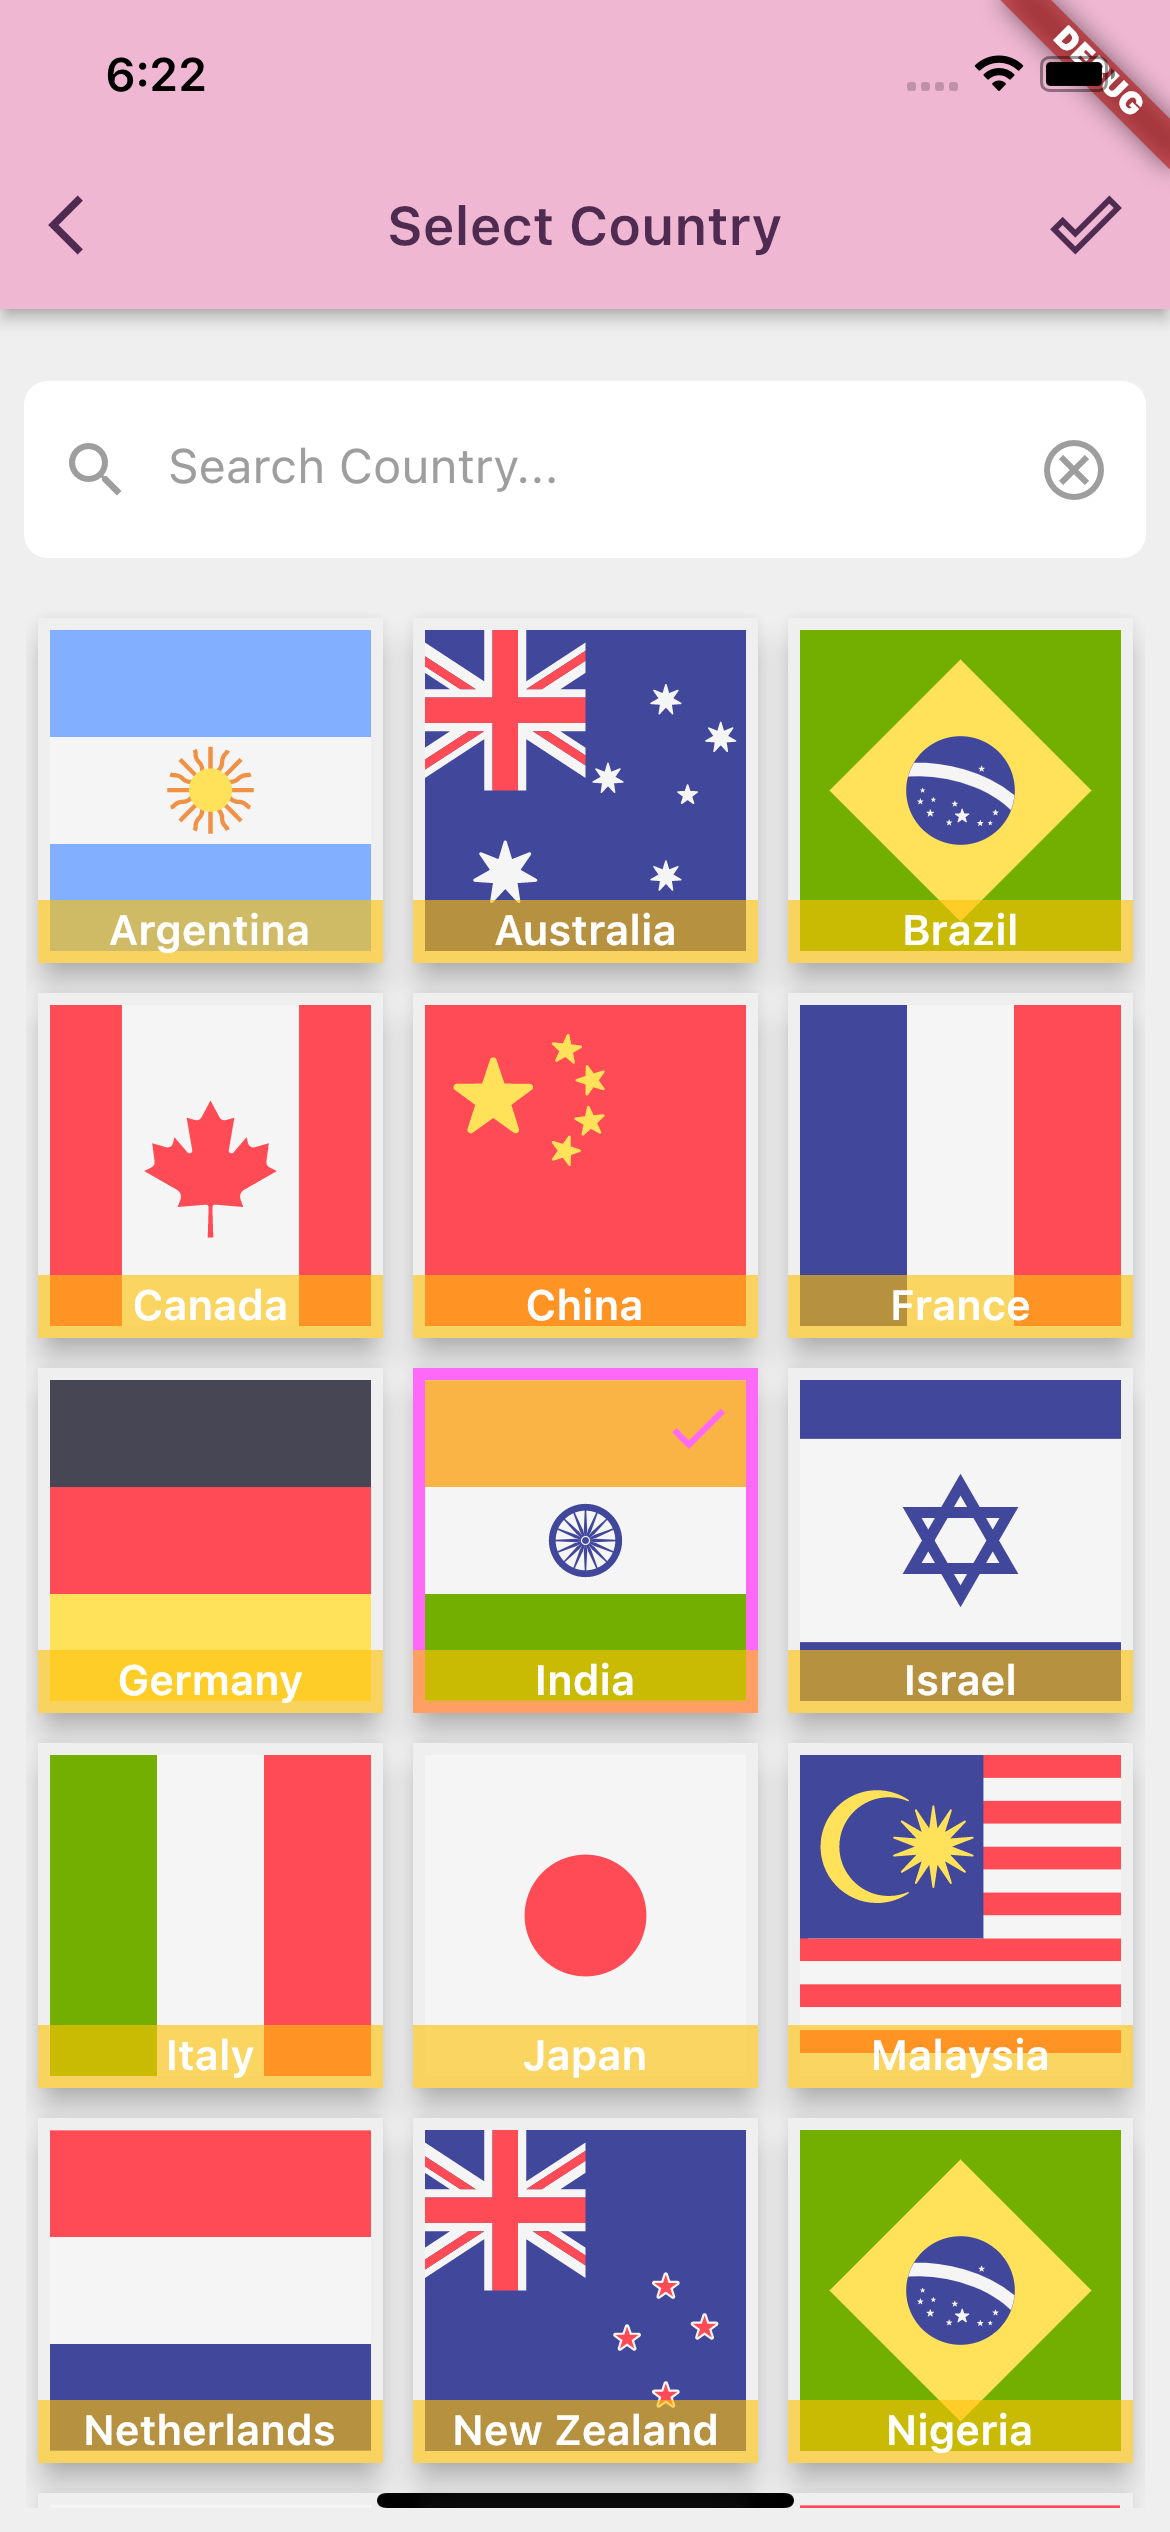 6:22
DEBUG
Select Country
Search Country...
Argentina
Australia
Brazil
Canada
China
France
Germany
India
Israel
Italy
Japan
Malaysia
Netherlands
New Zealand
Nigeria